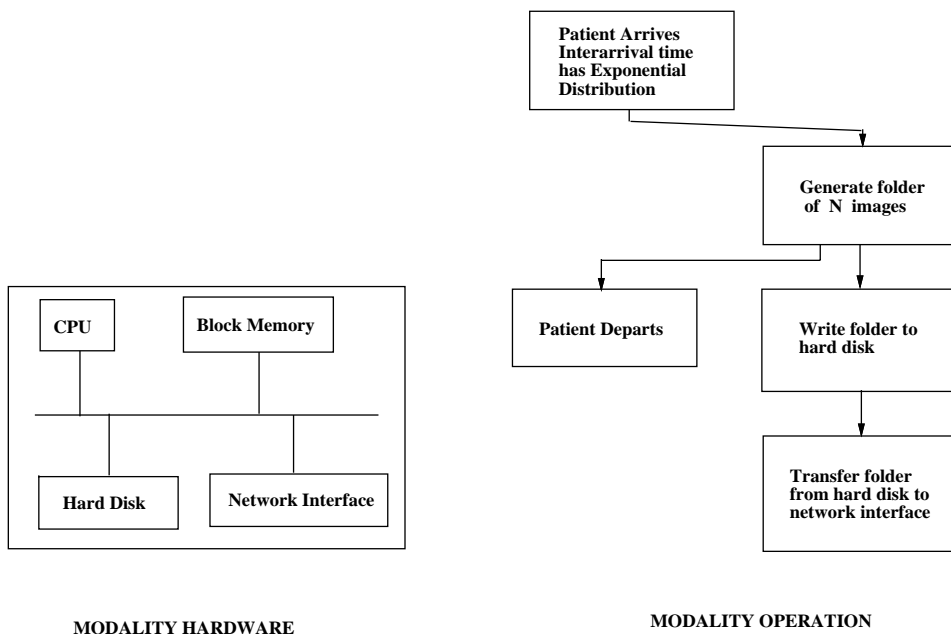 Patient Arrives
Interarrival time
has Exponential
Distribution
Generate folder
of N images
Patient Departs
Write folder to
hard disk
Transfer folder
from hard disk to
network interface
MODALITY OPERATION
CPU
Block Memory
Hard Disk
Network Interface
MODALITY HARDWARE